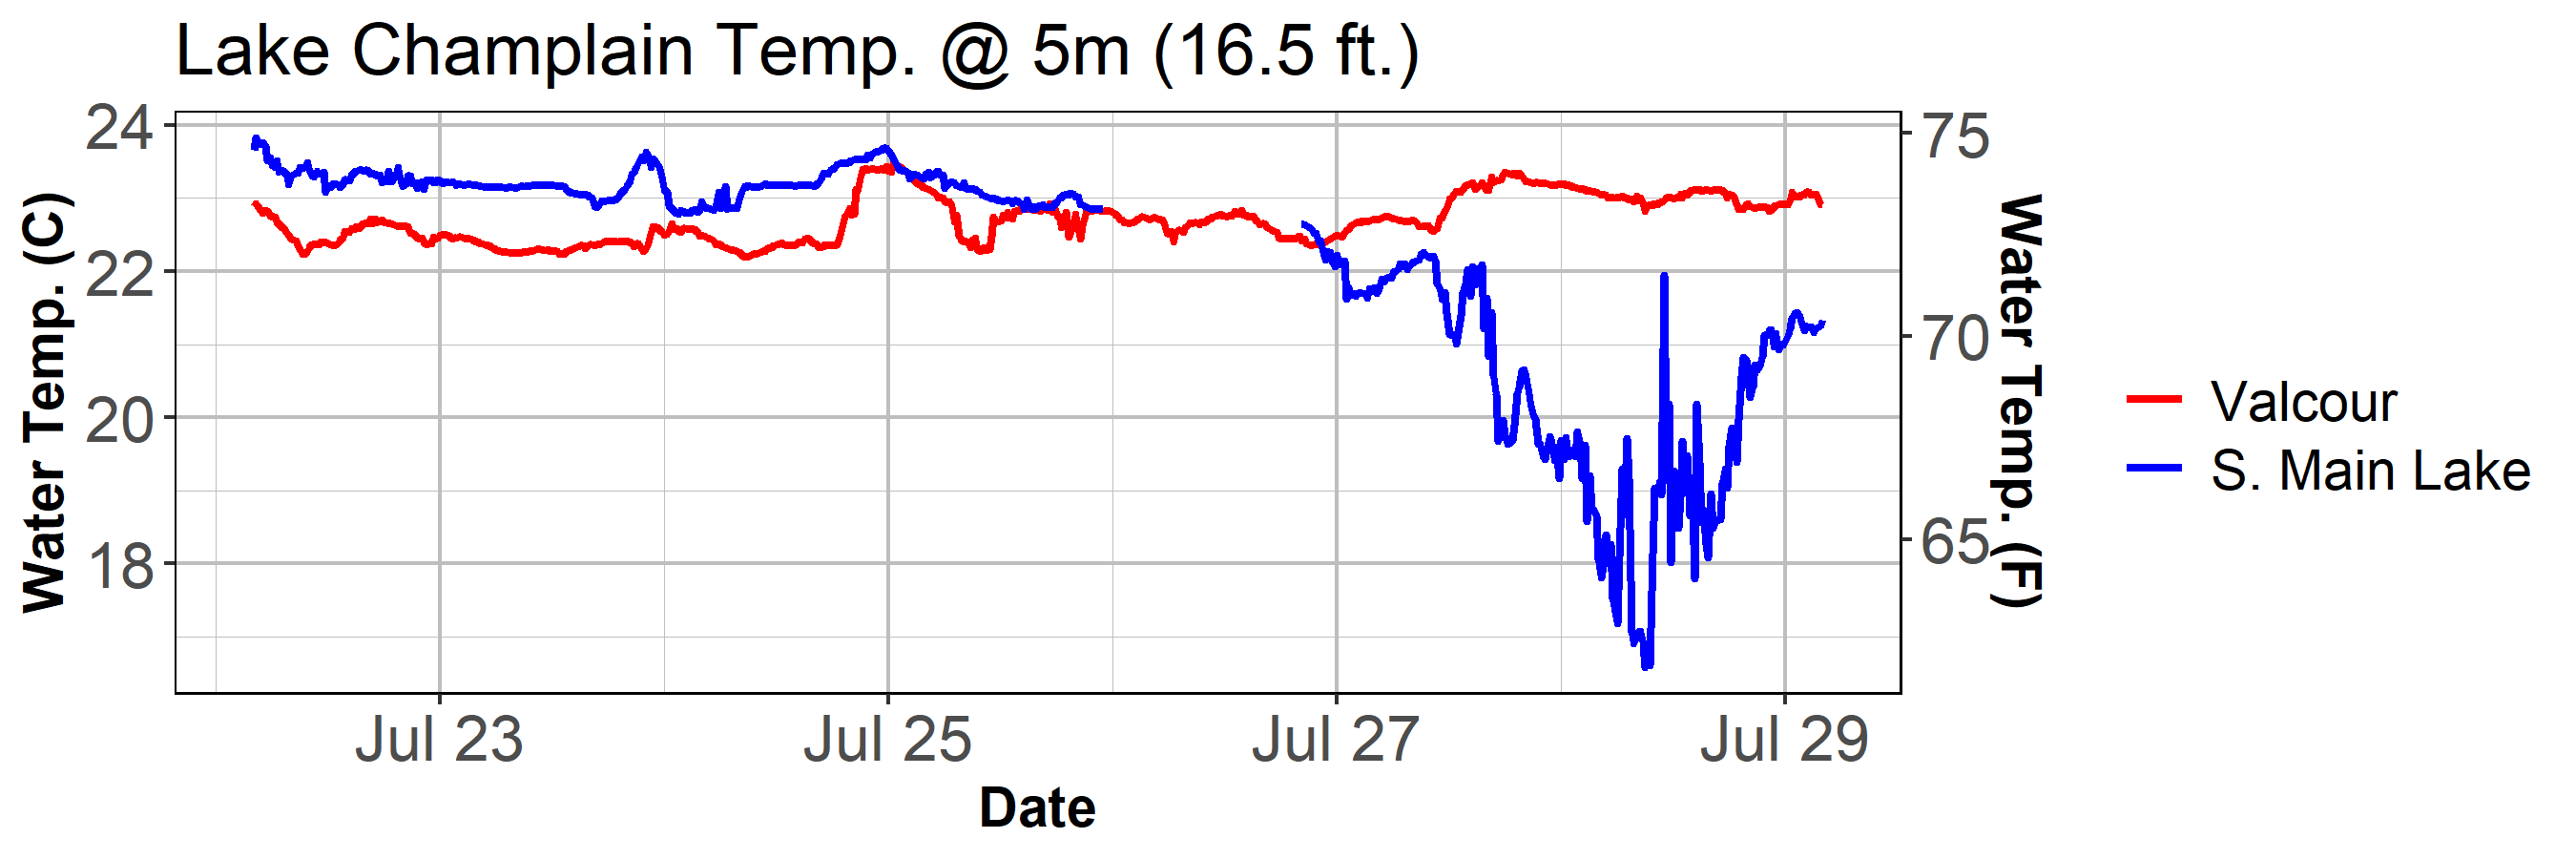 Lake Champlain Temp. @ 5m (16.5 ft.)
24
22
20
18
Water Temp. (C)
75
70
65
Water Temp. (F)
Jul 23
Jul 25
Jul 27
Jul 29
Date
Valcour
S. Main Lake